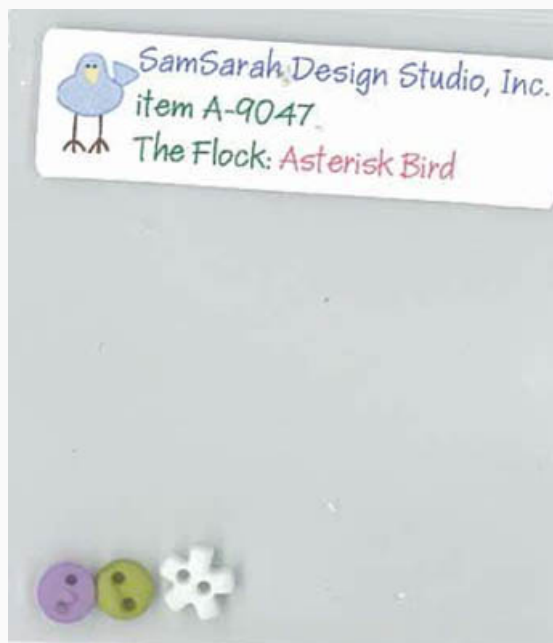 SamSarah Design Studio, Inc.
item A-9047
The Flock: Asterisk Bird